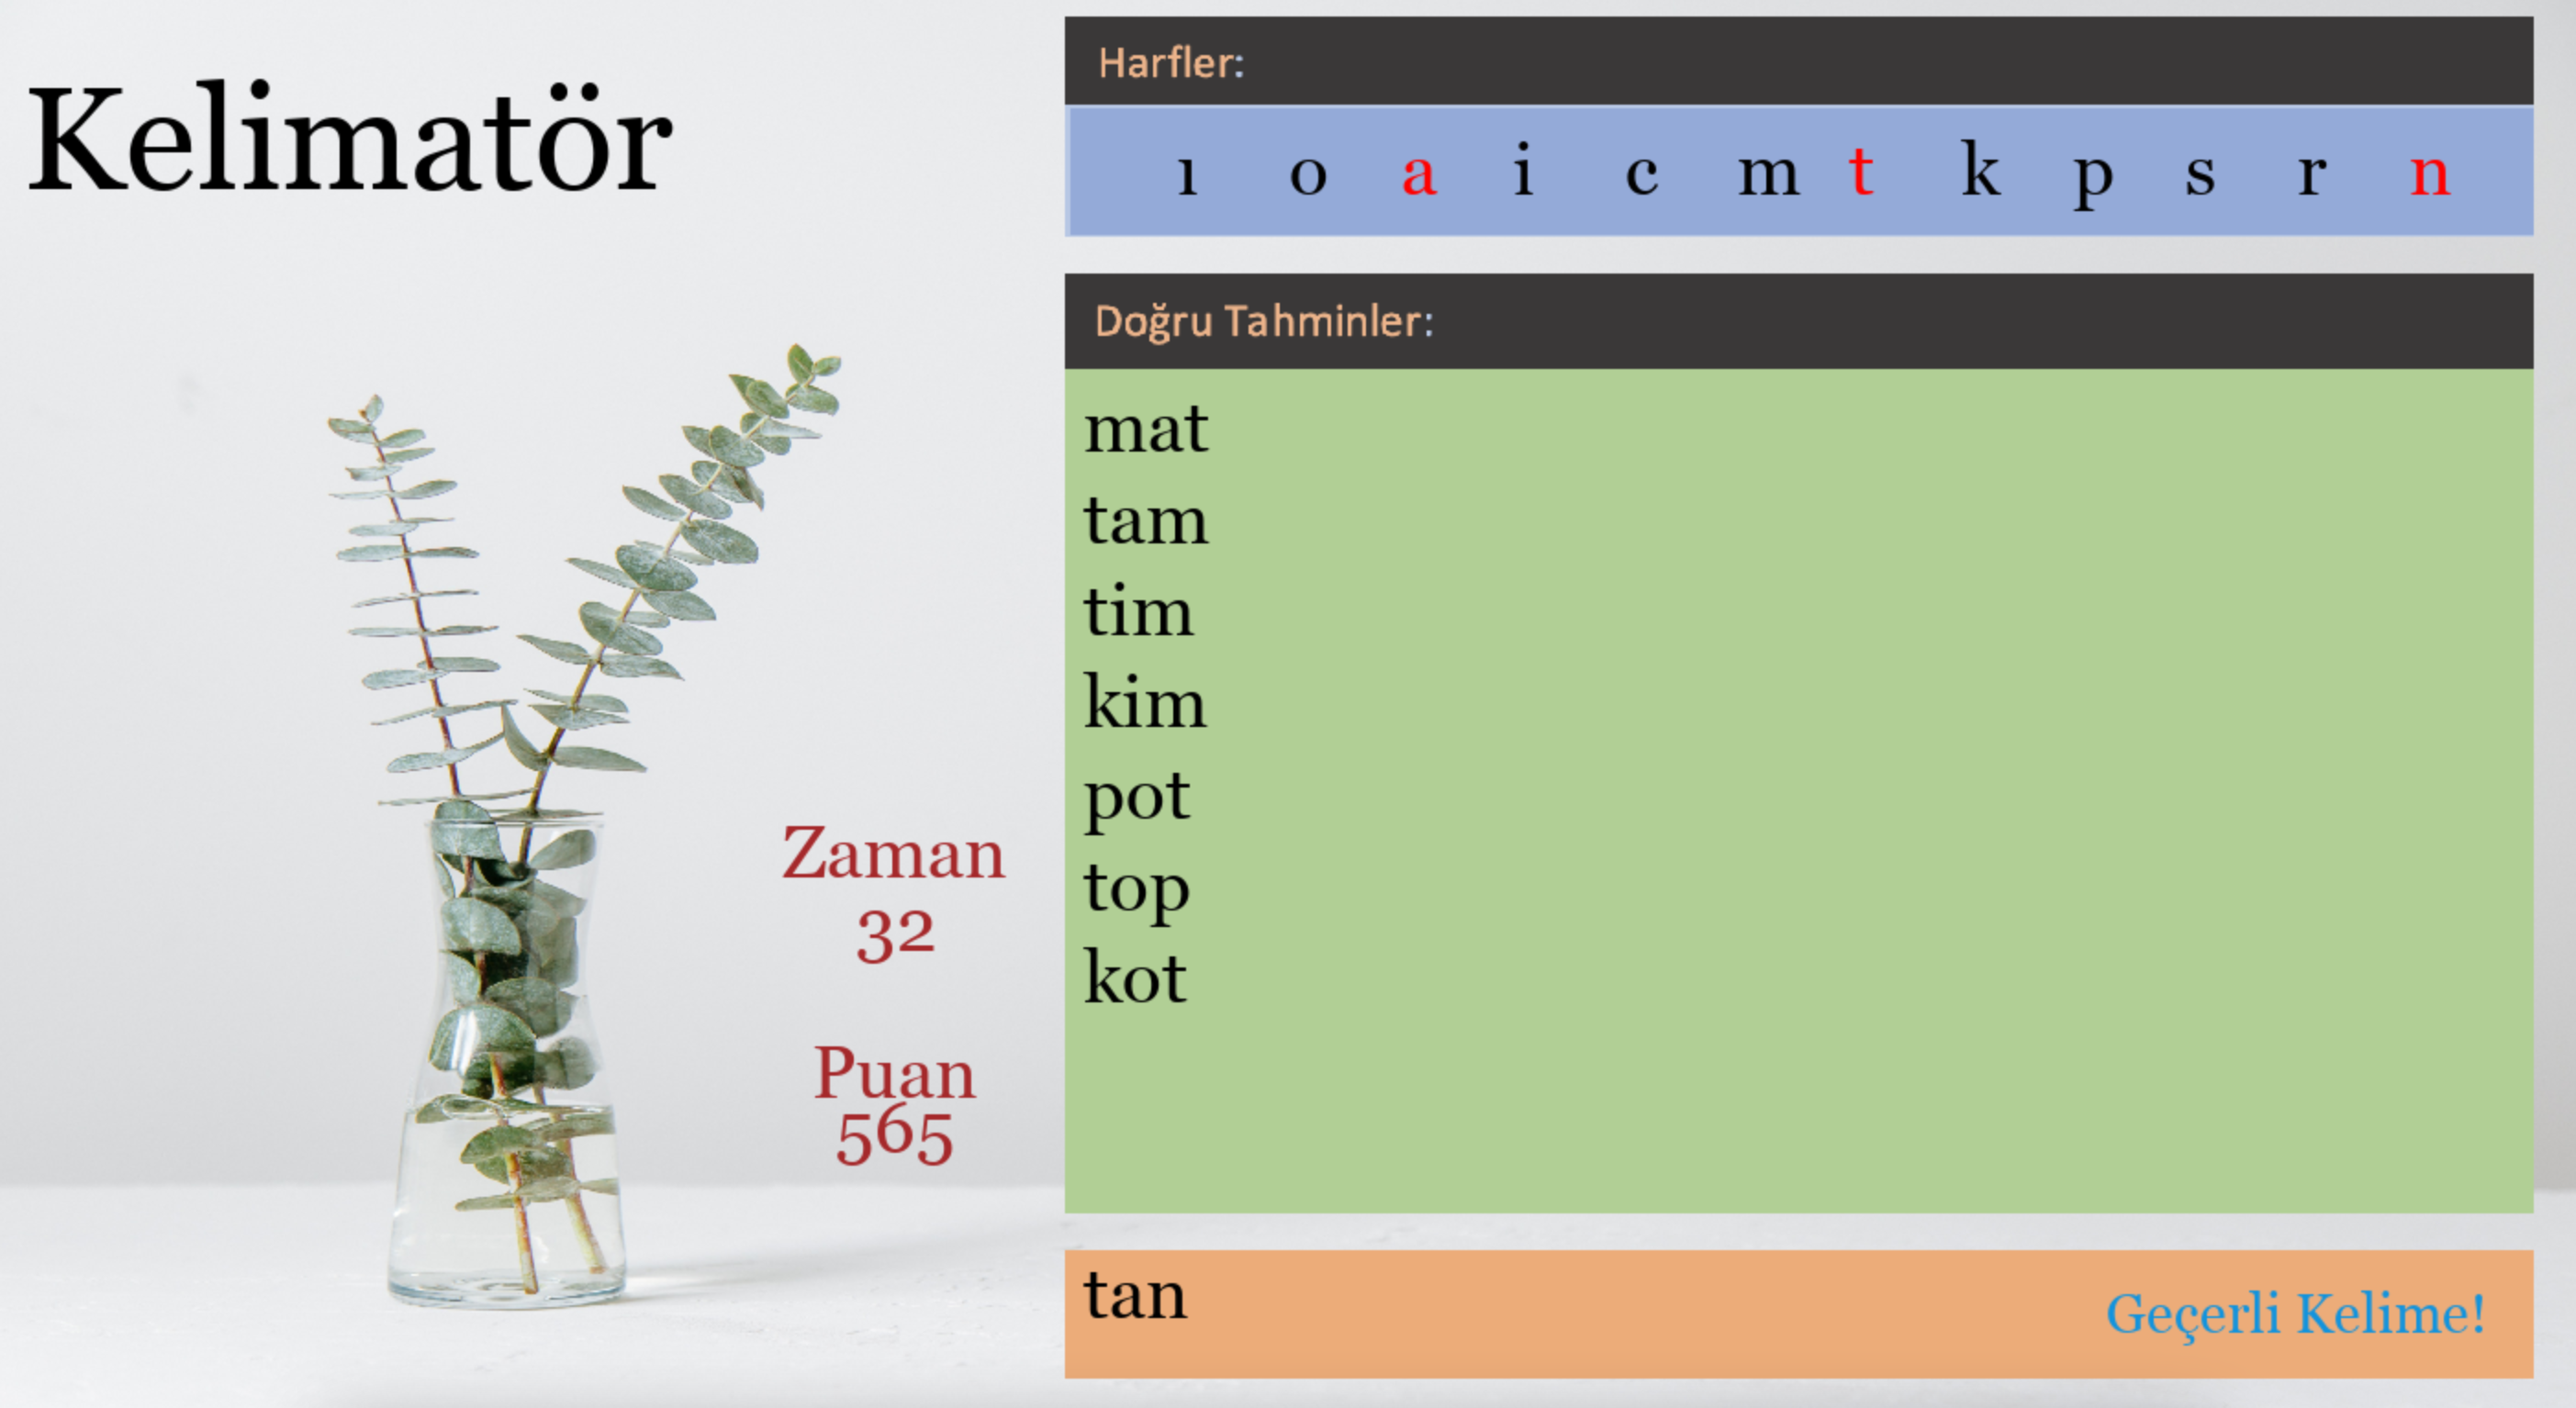 Kelimatör
Harfler:
ı o a i c m t k p s r n
Doğru Tahminler:
mat
tam
tim
kim
pot
top
kot
Zaman
32
Puan
565
tan
Geçerli Kelime!